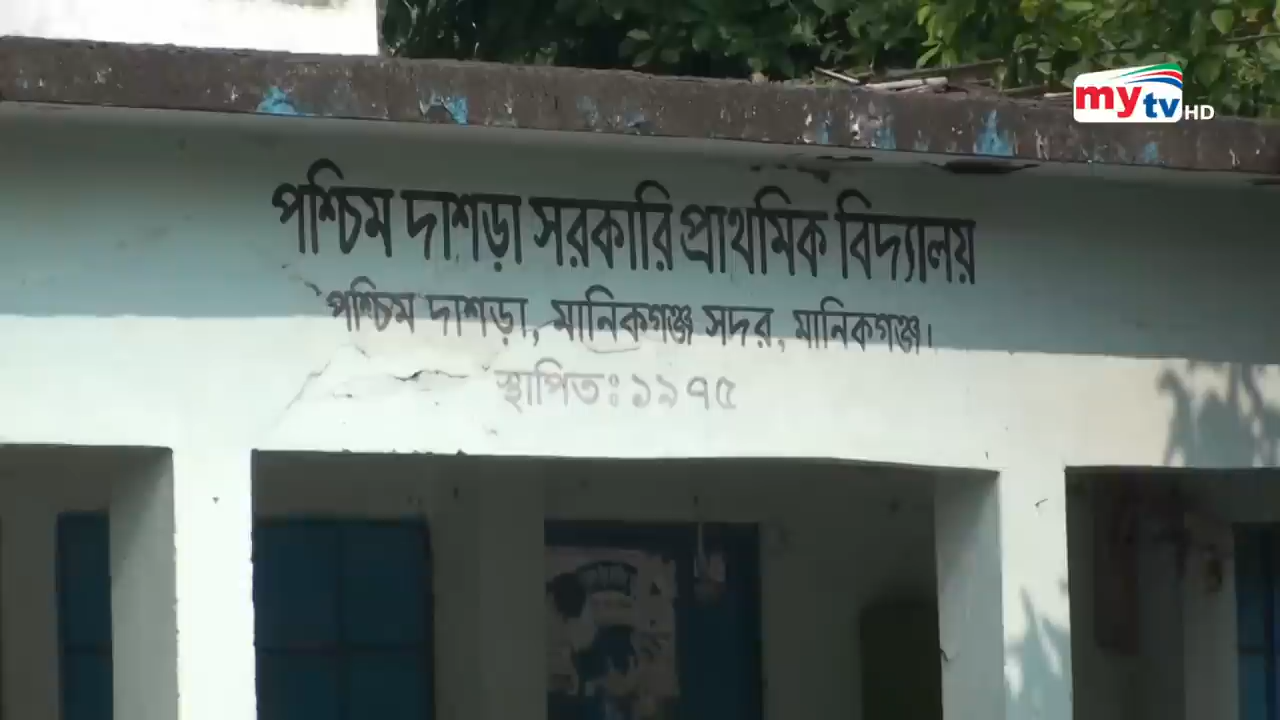 mytv HD
পশ্চিম দাশড়া সরকারি প্রাথমিক বিদ্যালয়
পশ্চিম দাশড়া, মানিকগঞ্জ সদর, মানিকগঞ্জ।
স্থাপিতঃ ১৯৭৫